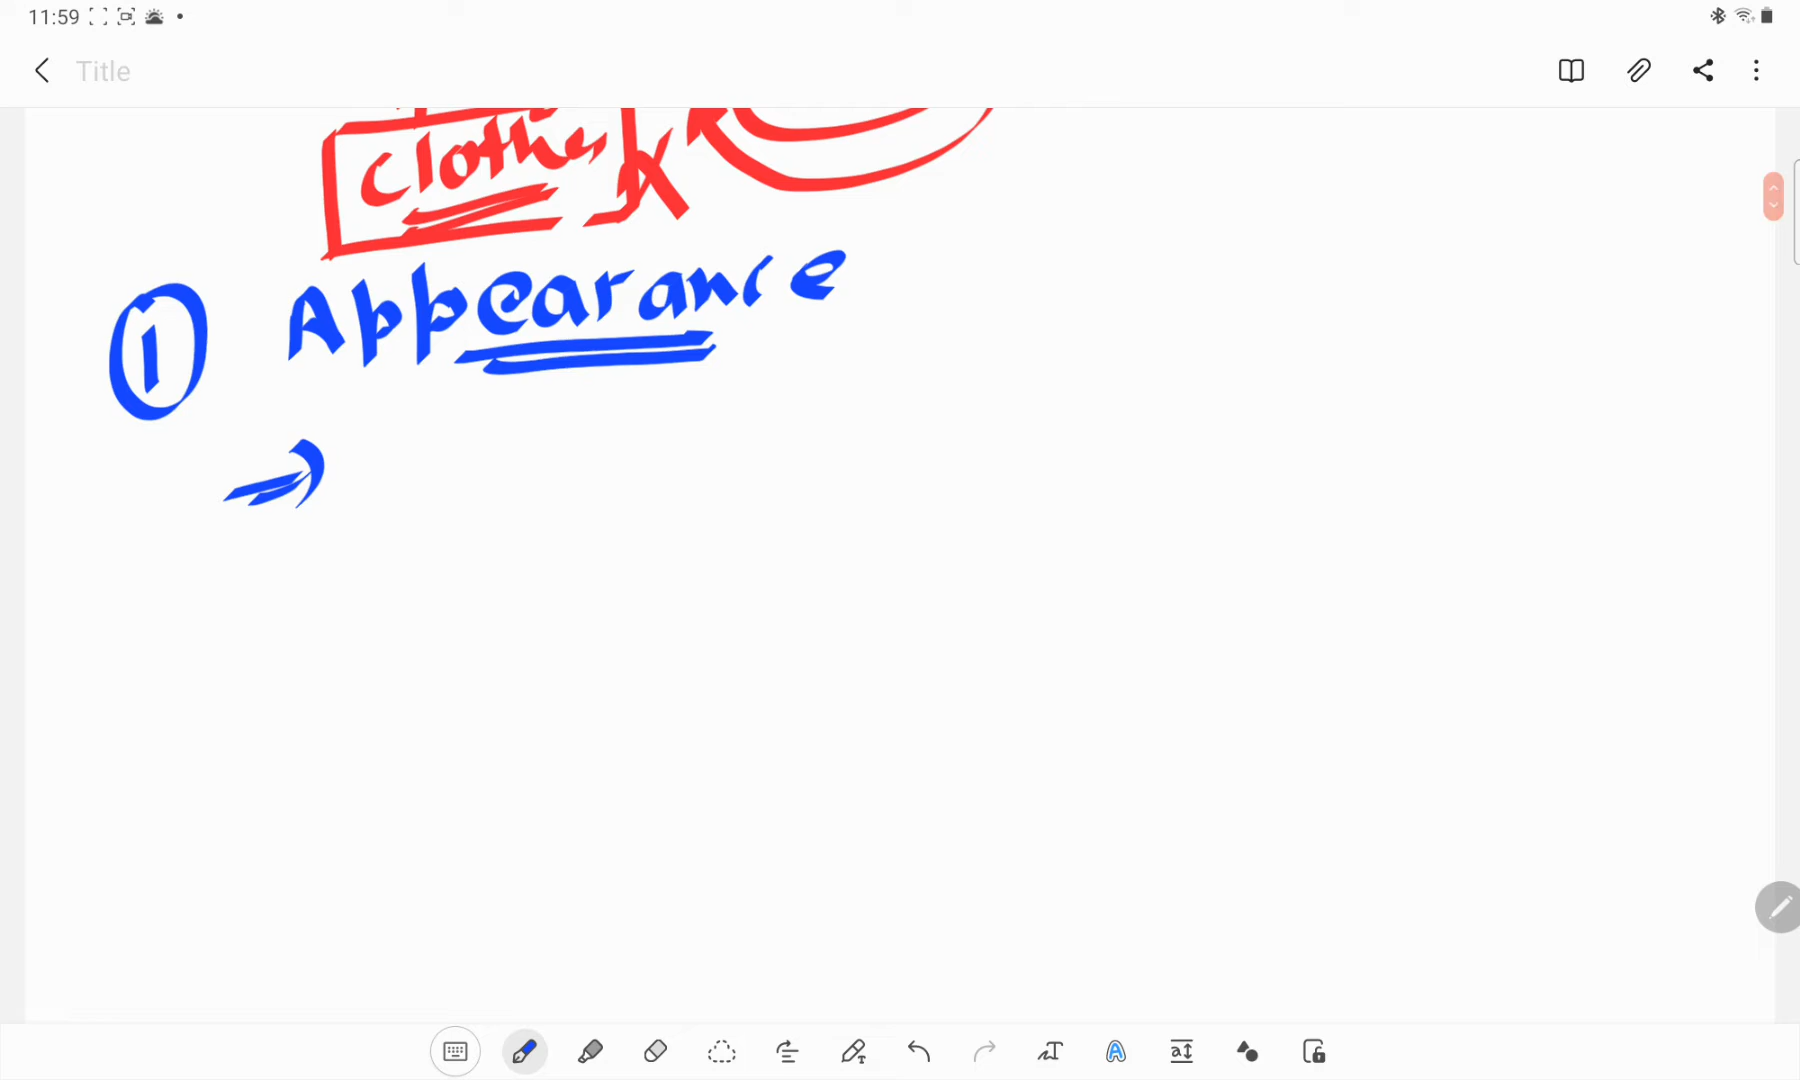 11:59
Title
Clothes
① Appearance
→